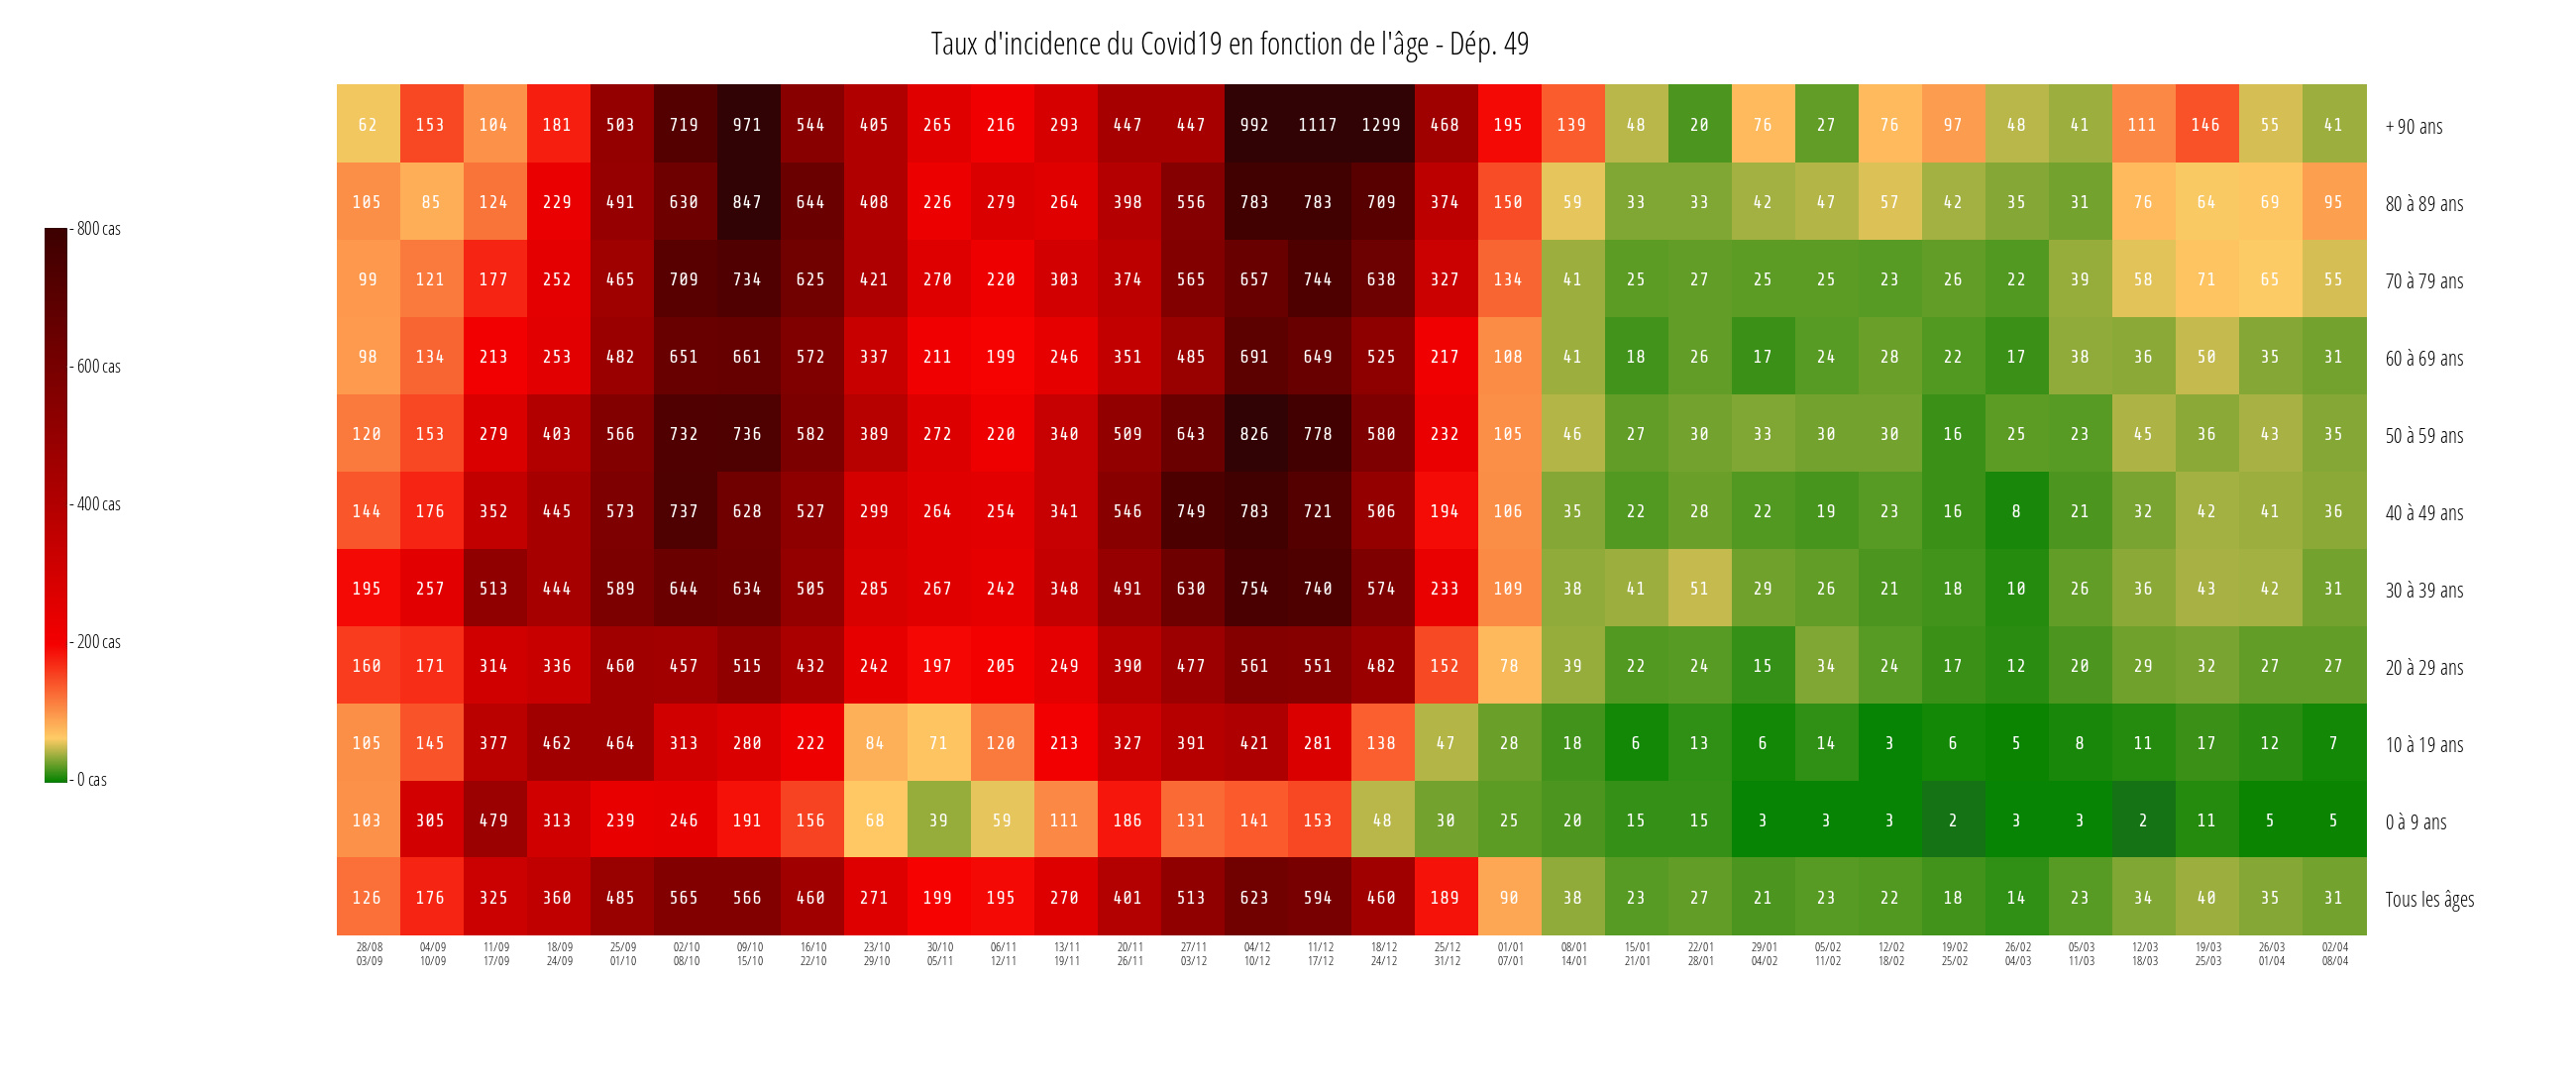 Taux d'incidence du Covid19 en fonction de l'âge - Dép. 49
- 800 cas
- 600 cas
- 400 cas
- 200 cas
- 0 cas
62 153 104 181 503 719 971 544 405 265 216 293 447 447 992 1117 1299 468 195 139 48 20 76 27 76 97 48 41 111 146 55 41 + 90 ans
105 85 124 229 491 630 847 644 408 226 279 264 398 556 783 783 709 374 150 59 33 33 42 47 57 42 35 31 76 64 69 95 80 à 89 ans
99 121 177 252 465 709 734 625 421 270 220 303 374 565 657 744 638 327 134 41 25 27 25 25 23 26 22 39 58 71 65 55 70 à 79 ans
98 134 213 253 482 651 661 572 337 211 199 246 351 485 691 649 525 217 108 41 18 26 17 24 28 22 17 38 36 50 35 31 60 à 69 ans
120 153 279 403 566 732 736 582 389 272 220 340 509 643 826 778 580 232 105 46 27 30 33 30 30 16 25 23 45 36 43 35 50 à 59 ans
144 176 352 445 573 737 628 527 299 264 254 341 546 749 783 721 506 194 106 35 22 28 22 19 23 16 8 21 32 42 41 36 40 à 49 ans
195 257 513 444 589 644 634 505 285 267 242 348 491 630 754 740 574 233 109 38 41 51 29 26 21 18 10 26 36 43 42 31 30 à 39 ans
160 171 314 336 460 457 515 432 242 197 205 249 390 477 561 551 482 152 78 39 22 24 15 34 24 17 12 20 29 32 27 27 20 à 29 ans
105 145 377 462 464 313 280 222 84 71 120 213 327 391 421 281 138 47 28 18 6 13 6 14 3 6 5 8 11 17 12 7 10 à 19 ans
103 305 479 313 239 246 191 156 68 39 59 111 186 131 141 153 48 30 25 20 15 15 3 3 3 2 3 3 2 11 5 5 0 à 9 ans
126 176 325 360 485 565 566 460 271 199 195 270 401 513 623 594 460 189 90 38 23 27 21 23 22 18 14 23 34 40 35 31 Tous les âges
28/08 04/09 11/09 18/09 25/09 02/10 09/10 16/10 23/10 30/10 06/11 13/11 20/11 27/11 04/12 11/12 18/12 25/12 01/01 08/01 15/01 22/01 29/01 05/02 12/02 19/02 26/02 05/03 12/03 19/03 26/03 02/04
03/09 10/09 17/09 24/09 01/10 08/10 15/10 22/10 29/10 05/11 12/11 19/11 26/11 03/12 10/12 17/12 24/12 31/12 07/01 14/01 21/01 28/01 04/02 11/02 18/02 25/02 04/03 11/03 18/03 25/03 01/04 08/04